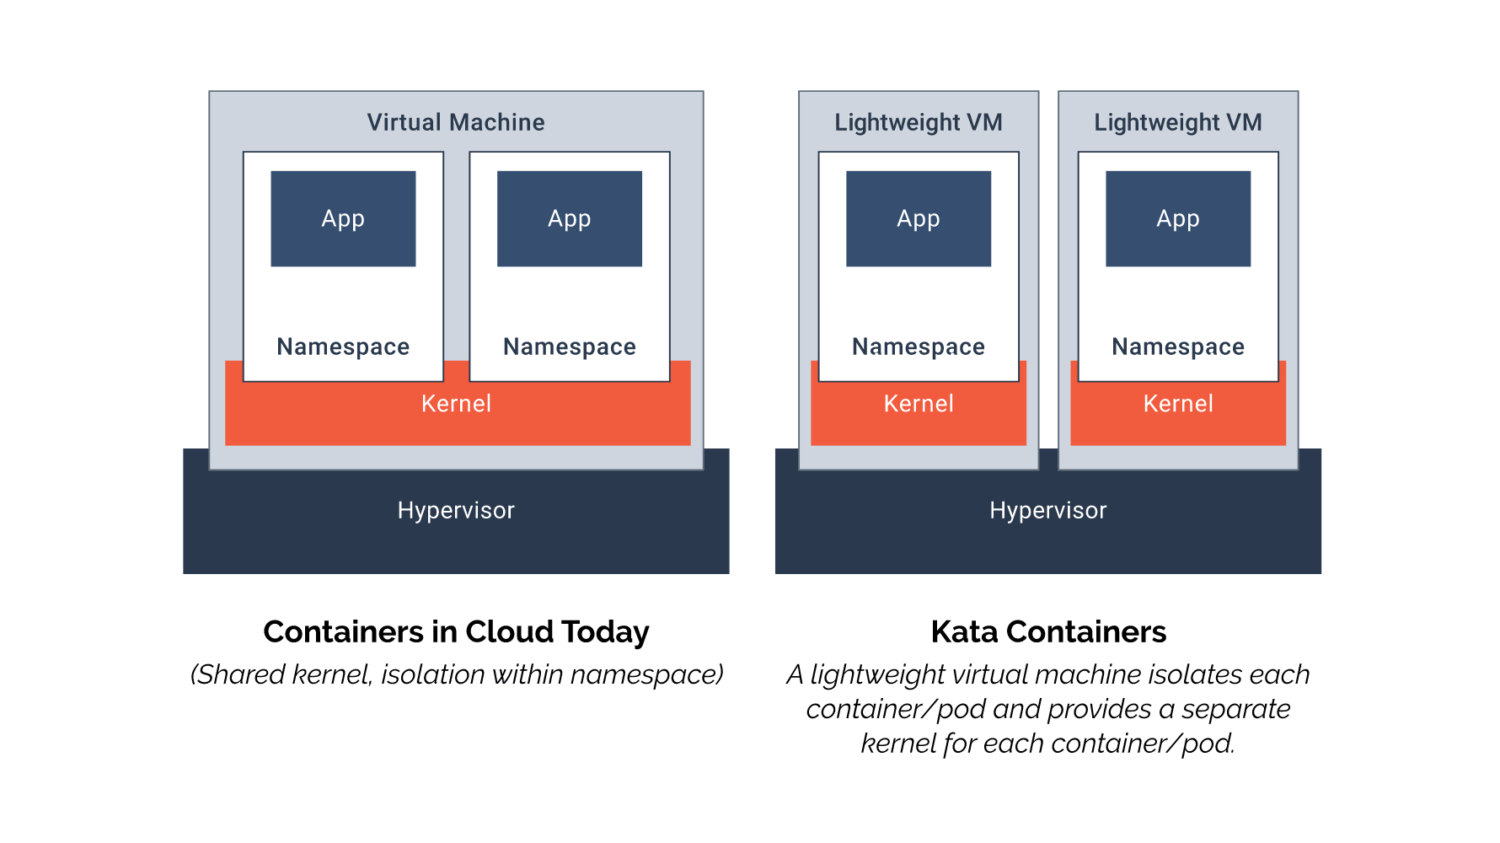 Virtual Machine
App
App
Namespace
Namespace
Kernel
Hypervisor
Containers in Cloud Today
(Shared kernel, isolation within namespace)
Lightweight VM
Lightweight VM
App
App
Namespace
Namespace
Kernel
Kernel
Hypervisor
Kata Containers
A lightweight virtual machine isolates each
container/pod and provides a separate
kernel for each container/pod.